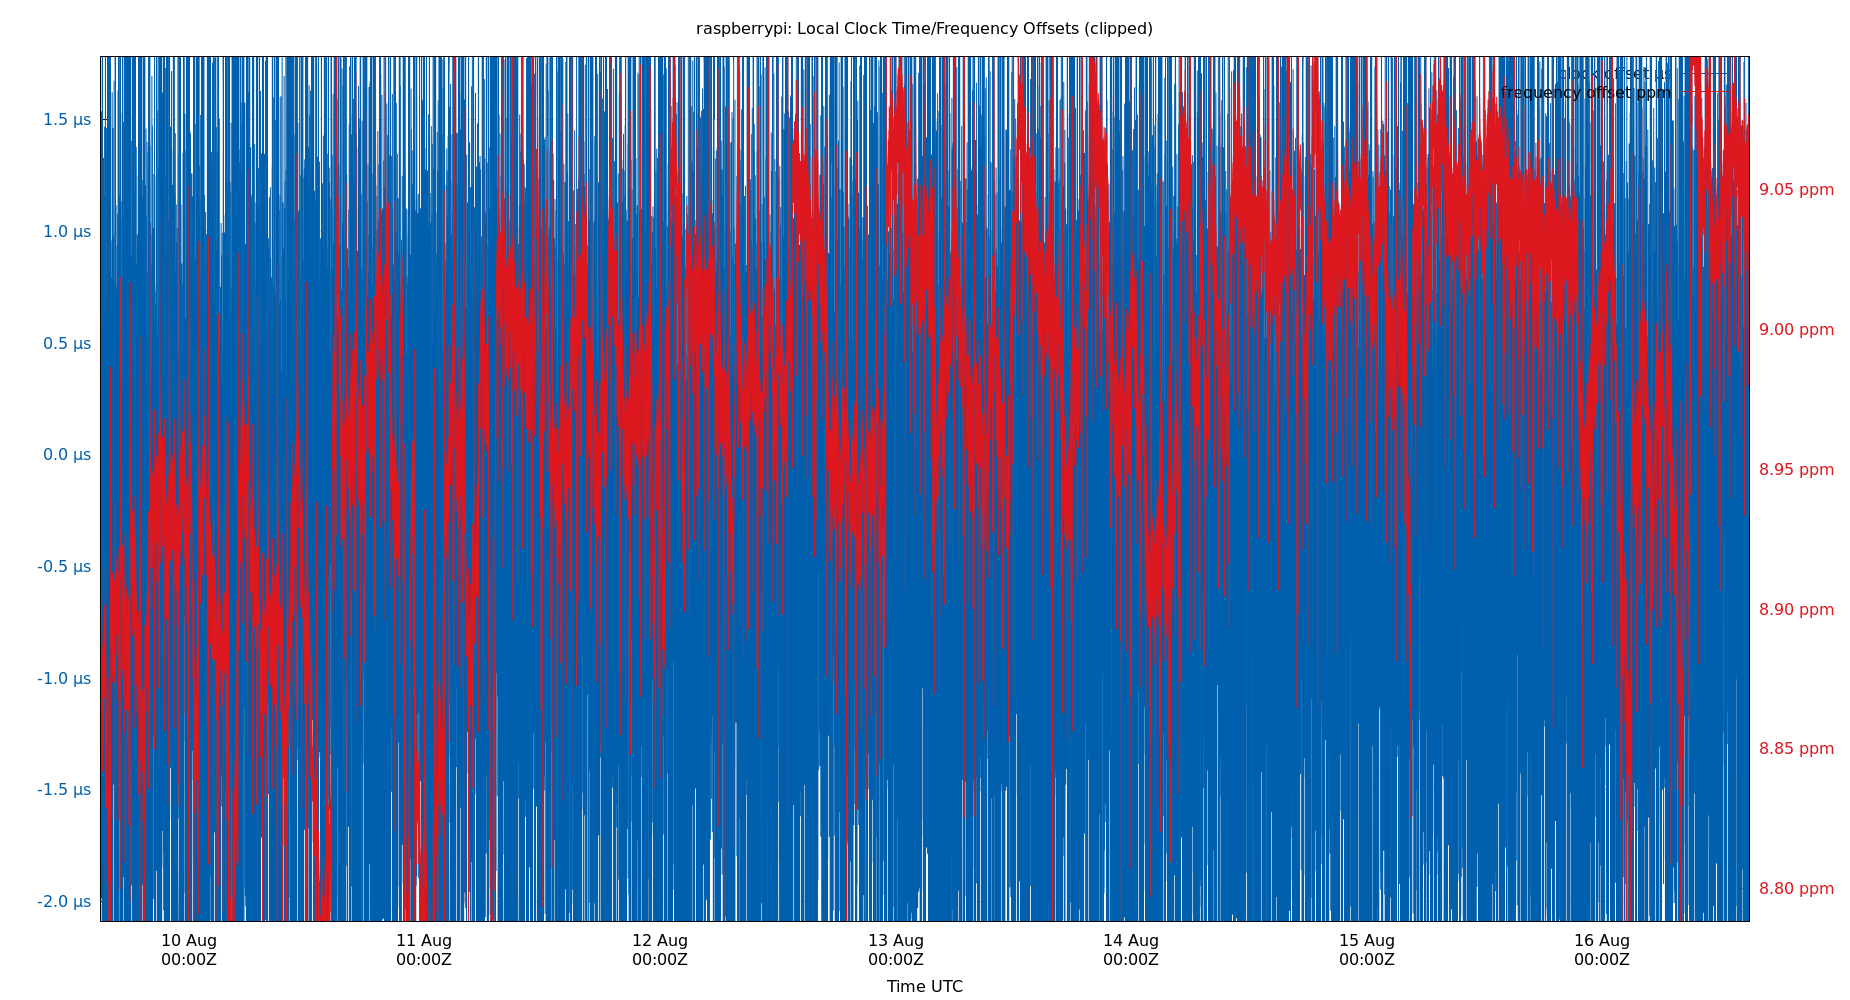 raspberrypi: Local Clock Time/Frequency Offsets (clipped)
clock offset µs
frequency offset ppm
1.5 µs
1.0 µs
0.5 µs
0.0 µs
-0.5 µs
-1.0 µs
-1.5 µs
-2.0 µs
9.05 ppm
9.00 ppm
8.95 ppm
8.90 ppm
8.85 ppm
8.80 ppm
10 Aug
00:00Z
11 Aug
00:00Z
12 Aug
00:00Z
13 Aug
00:00Z
14 Aug
00:00Z
15 Aug
00:00Z
16 Aug
00:00Z
Time UTC